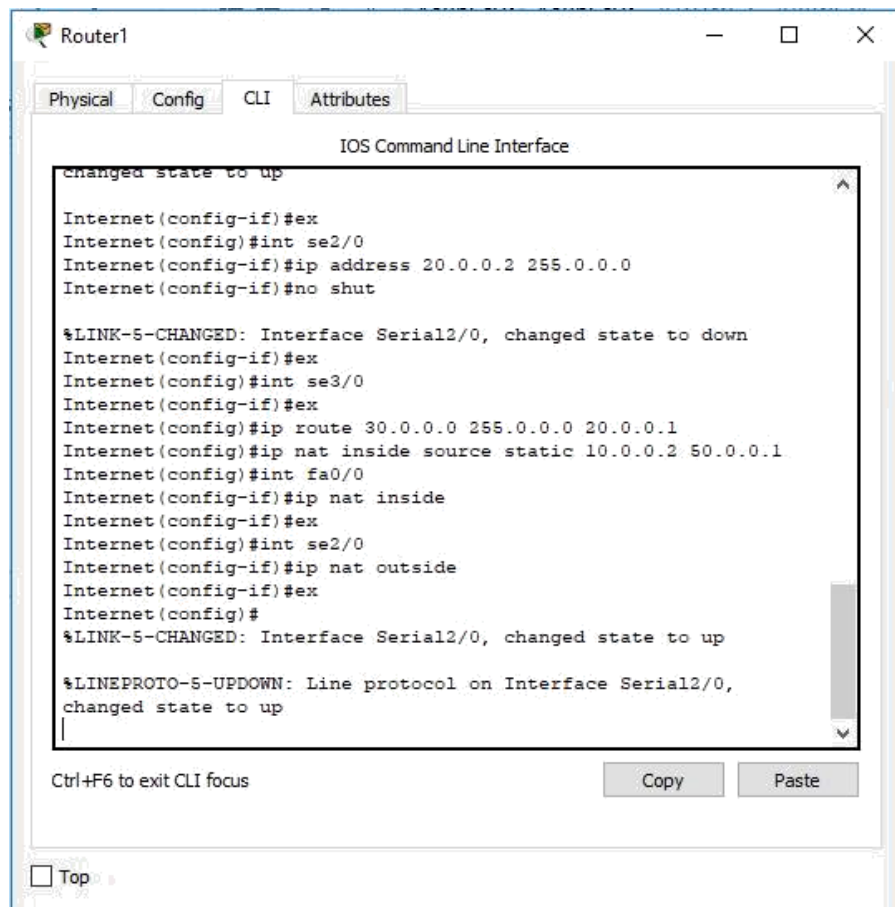 Router1
Physical Config CLI Attributes
IOS Command Line Interface
changed state to up
Internet(config-if)#ex
Internet(config)#int se2/0
Internet(config-if)#ip address 20.0.0.2 255.0.0.0
Internet(config-if)#no shut
%LINK-5-CHANGED: Interface Serial2/0, changed state to down
Internet(config-if)#ex
Internet(config)#int se3/0
Internet(config-if)#ex
Internet(config)#ip route 30.0.0.0 255.0.0.0 20.0.0.1
Internet(config)#ip nat inside source static 10.0.0.2 50.0.0.1
Internet(config)#int fa0/0
Internet(config-if)#ip nat inside
Internet(config-if)#ex
Internet(config)#int se2/0
Internet(config-if)#ip nat outside
Internet(config-if)#ex
Internet(config)#
%LINK-5-CHANGED: Interface Serial2/0, changed state to up
%LINEPROTO-5-UPDOWN: Line protocol on Interface Serial2/0,
changed state to up
Ctrl+F6 to exit CLI focus
Copy Paste
Top